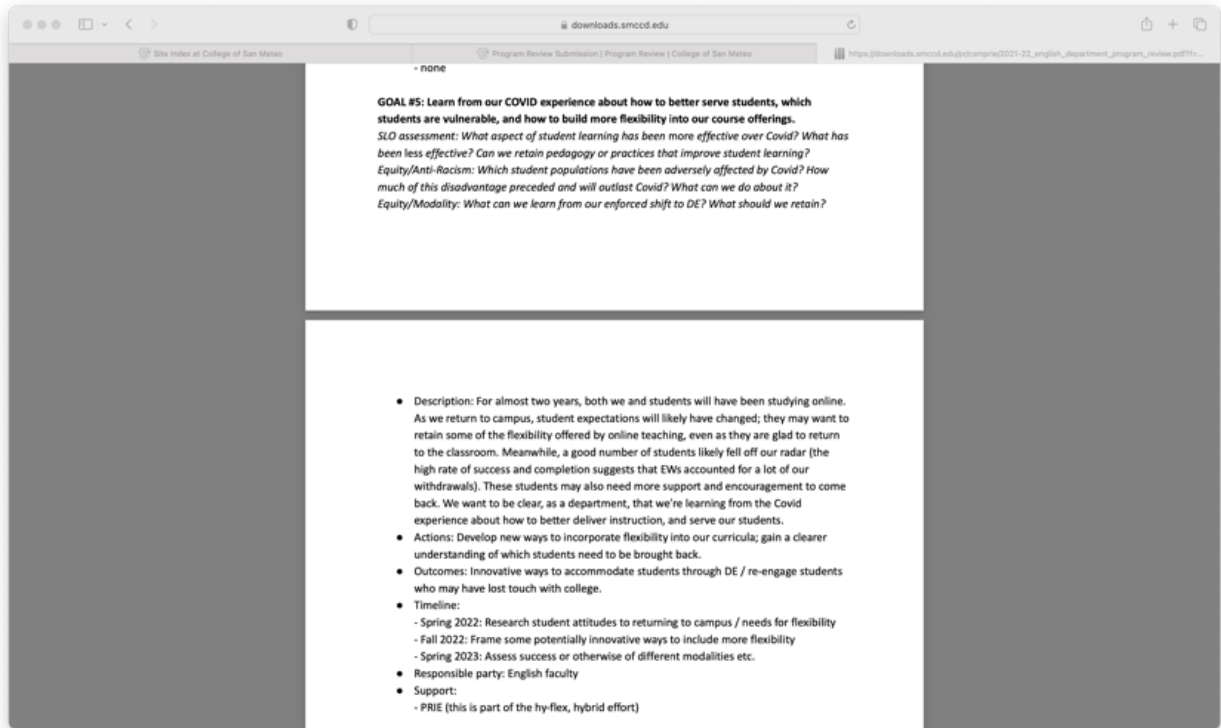 downloads.smccd.edu
Site Index at College of San Mateo
Program Review Submission | Program Review | College of San Mateo
https://downloads.smccd.edu/pr/csmprie/2021-22_english_department_program_review.pdf?f=...
- none
GOAL #5: Learn from our COVID experience about how to better serve students, which
students are vulnerable, and how to build more flexibility into our course offerings.
SLO assessment: What aspect of student learning has been more effective over Covid? What has
been less effective? Can we retain pedagogy or practices that improve student learning?
Equity/Anti-Racism: Which student populations have been adversely affected by Covid? How
much of this disadvantage preceded and will outlast Covid? What can we do about it?
Equity/Modality: What can we learn from our enforced shift to DE? What should we retain?
● Description: For almost two years, both we and students will have been studying online.
As we return to campus, student expectations will likely have changed; they may want to
retain some of the flexibility offered by online teaching, even as they are glad to return
to the classroom. Meanwhile, a good number of students likely fell off our radar (the
high rate of success and completion suggests that EWs accounted for a lot of our
withdrawals). These students may also need more support and encouragement to come
back. We want to be clear, as a department, that we're learning from the Covid
experience about how to better deliver instruction, and serve our students.
● Actions: Develop new ways to incorporate flexibility into our curricula; gain a clearer
understanding of which students need to be brought back.
● Outcomes: Innovative ways to accommodate students through DE / re-engage students
who may have lost touch with college.
● Timeline:
- Spring 2022: Research student attitudes to returning to campus / needs for flexibility
- Fall 2022: Frame some potentially innovative ways to include more flexibility
- Spring 2023: Assess success or otherwise of different modalities etc.
● Responsible party: English faculty
● Support:
- PRIE (this is part of the hy-flex, hybrid effort)